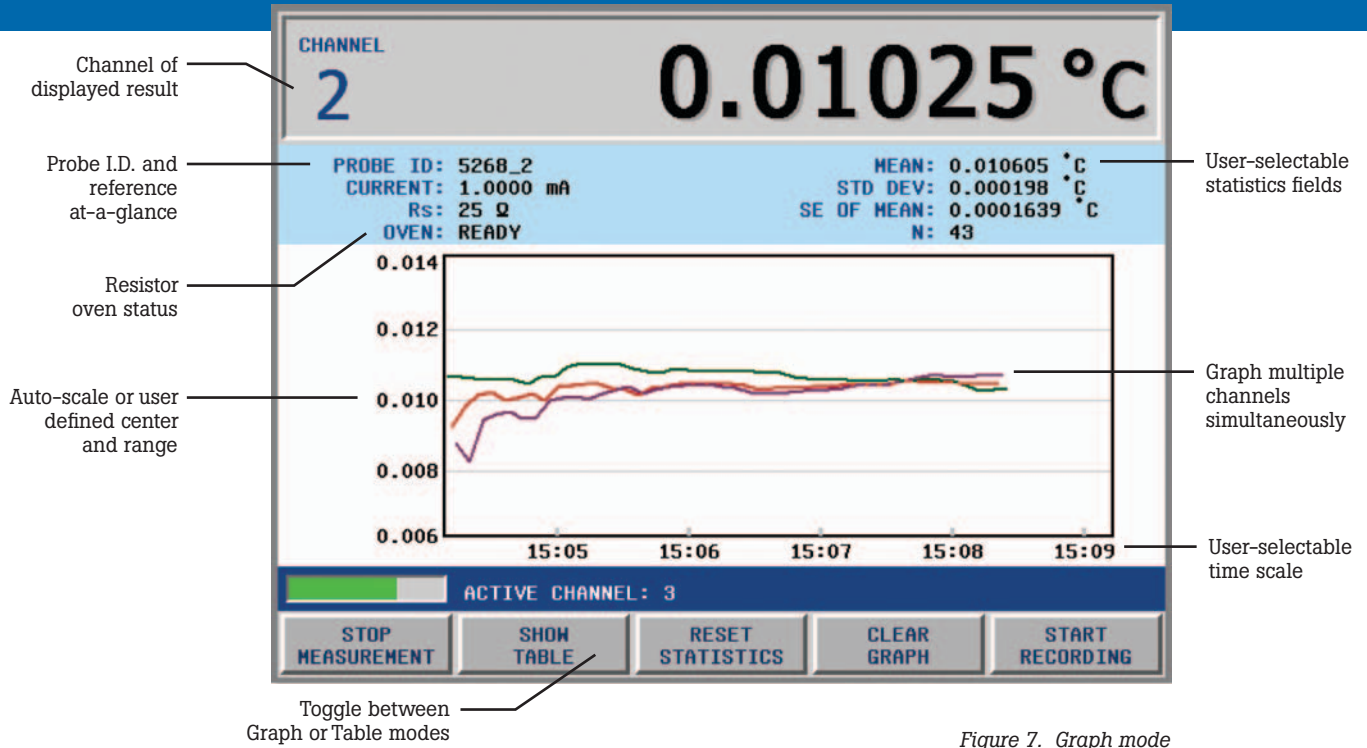 CHANNEL
2
0.01025 °C
Channel of
displayed result
PROBE ID: 5268_2
CURRENT: 1.0000 mA
Rs: 25 Ω
OVEN: READY
MEAN: 0.010605 °C
STD DEV: 0.000198 °C
SE OF MEAN: 0.0001639 °C
N: 43
Probe I.D. and
reference
at-a-glance
User-selectable
statistics fields
Resistor
oven status
0.014
0.012
0.010
0.008
0.006
Auto-scale or user
defined center
and range
Graph multiple
channels
simultaneously
15:05 15:06 15:07 15:08 15:09
User-selectable
time scale
ACTIVE CHANNEL: 3
STOP
MEASUREMENT
SHOW
TABLE
RESET
STATISTICS
CLEAR
GRAPH
START
RECORDING
Toggle between
Graph or Table modes
Figure 7. Graph mode